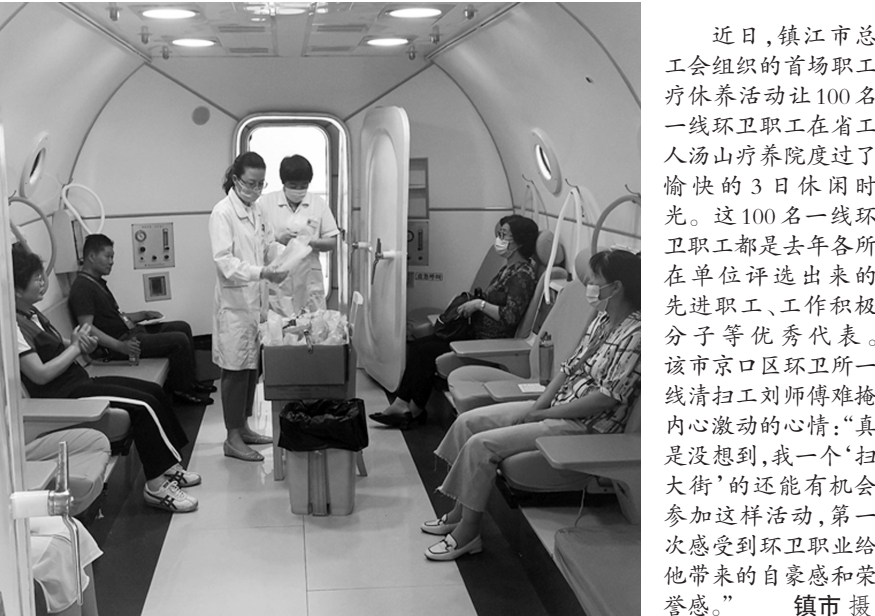 近日,镇江市总
工会组织的首场职工
疗休养活动让100名
一线环卫职工在省工
人汤山疗养院度过了
愉快的3日休闲时
光。这100名一线环
卫职工都是去年各所
在单位评选出来的
先进职工、工作积极
分子等优秀代表。
该市京口区环卫所一
线清扫工刘师傅难掩
内心激动的心情:“真
是没想到,我一个‘扫
大街’的还能有机会
参加这样活动,第一
次感受到环卫职业给
他带来的自豪感和荣
誉感。” 镇市 摄